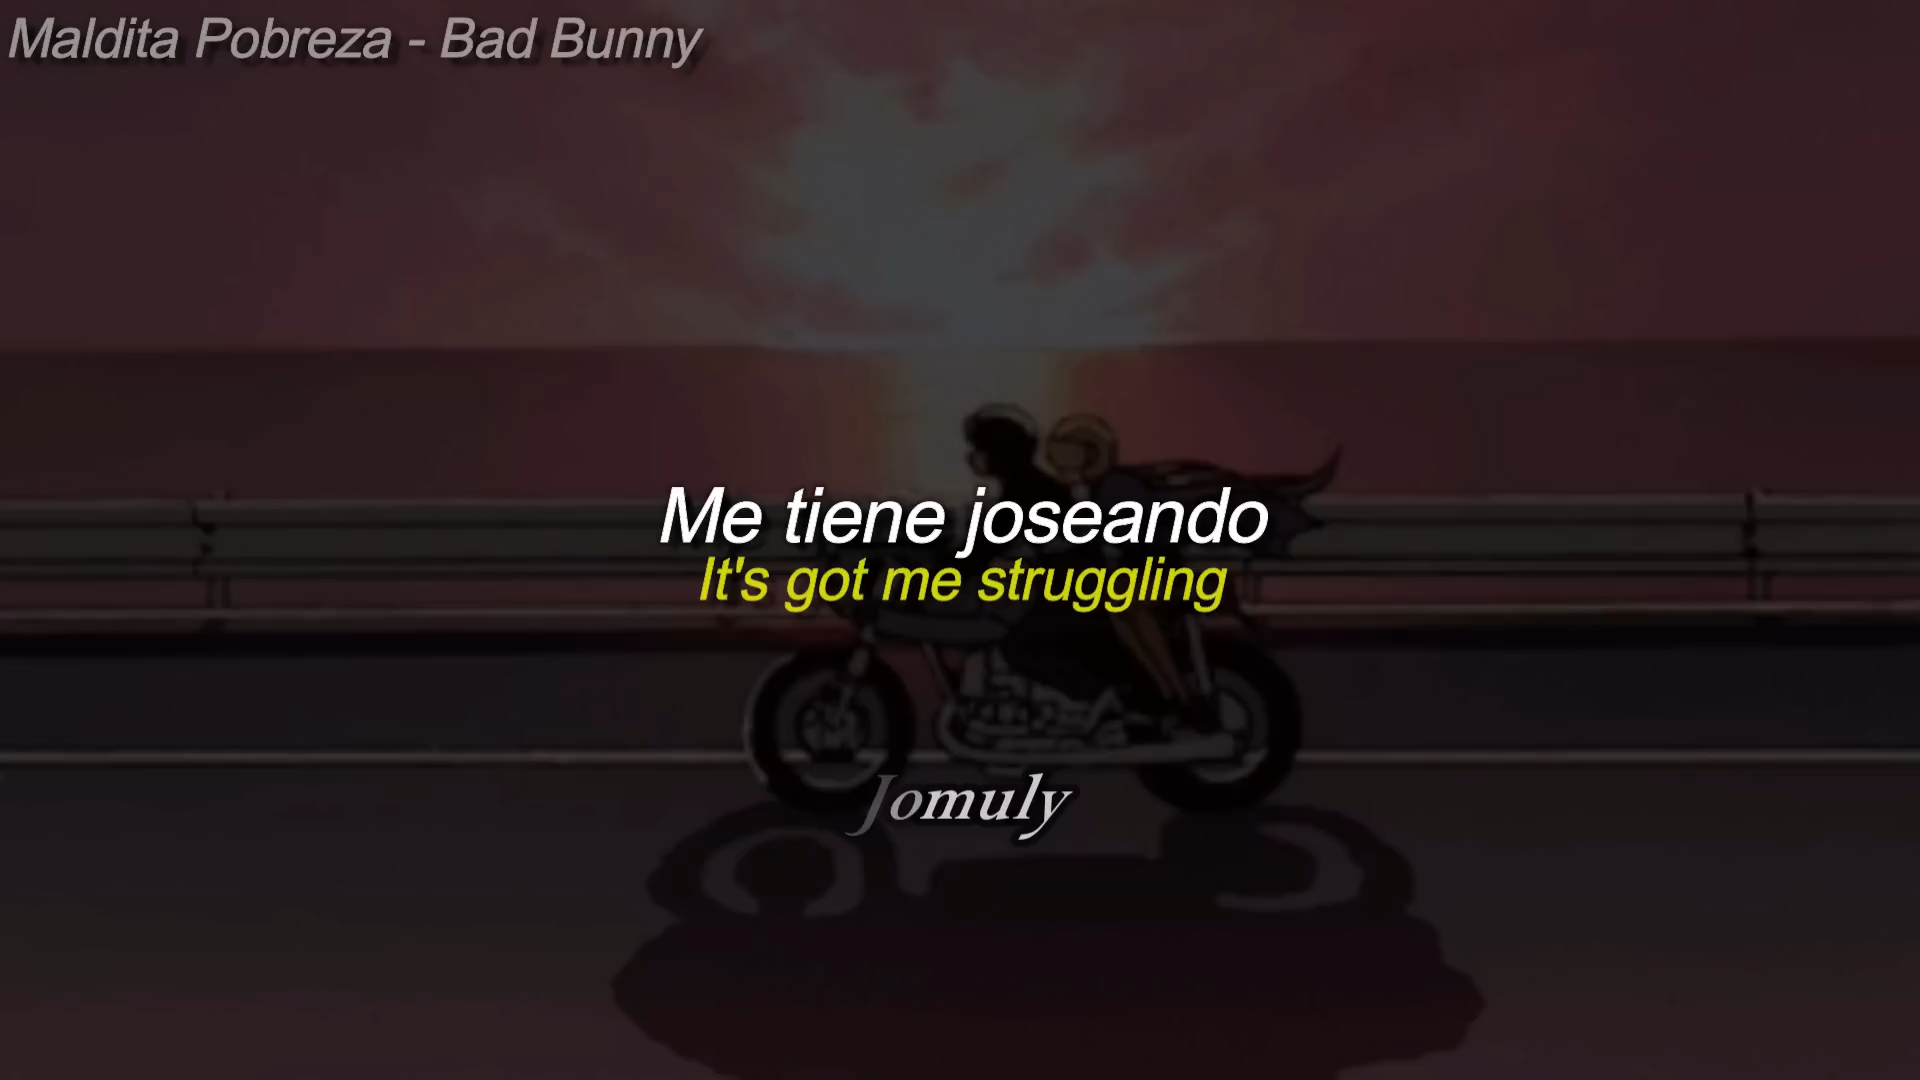 Maldita Pobreza - Bad Bunny
Me tiene joseando
It's got me struggling
Jomuly